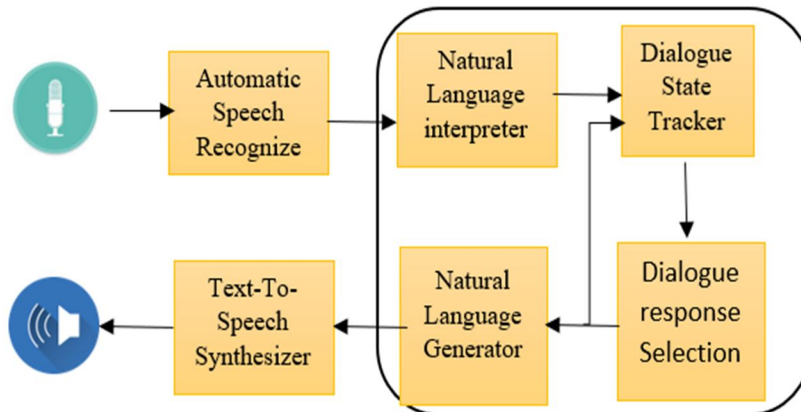 Automatic
Speech
Recognize
Natural
Language
interpreter
Dialogue
State
Tracker
Text-To-
Speech
Synthesizer
Natural
Language
Generator
Dialogue
response
Selection